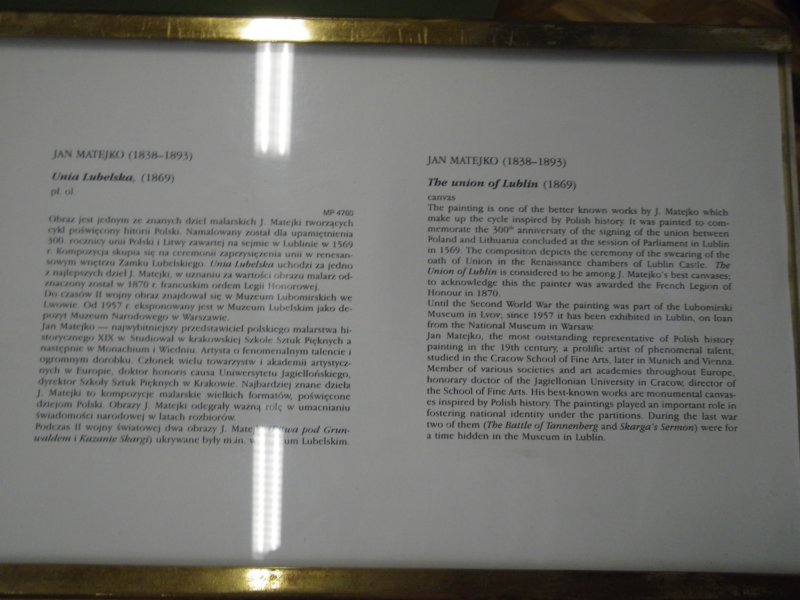 JAN MATEJKO (1838–1893)
Unia Lubelska, (1869)
pł. ol.
MP 4760
Obraz jest jednym ze znanych dzieł malarskich J. Matejki tworzących
cykl poświęcony hitorii Polski. Namalowany został dla upamiętnienia
300. rocznicy unii Polski i Litwy zawartej na sejmie w Lublinie w 1569
r. Kompozycja skupia się na ceremonii zaprzysiężenia unii w renesan-
sowym wnętrzu Zamku Lubelskiego. Unia Lubelska uchodzi za jedno
z najlepszych dzieł J. Matejki, w uznaniu za wartości obrazu malarz od-
znaczony został w 1870 r. francuskim ordem Legii Honorowej.
Do czasów II wojny obraz znajdował się w Muzeum Lubomirskich we
Lwowie. Od 1957 r. eksponowany jest w Muzeum Lubelskim jako de-
pozyt Muzeum Narodowego w Warszawie.
Jan Matejko — najwybitniejszy przedstawiciel polskiego malarstwa hi-
storycznego XIX w Studiował w krakowskiej Szkole Sztuk Pięknych a
następnie w Monachium i Wiedniu. Artysta o fenomenalnym talencie i
ogromnym dorobku. Członek wielu towarzystw i akademii artystycz-
nych w Europie, doktor honoris causa Uniwersytetu Jagiellońskiego,
dyrektor Szkoły Sztuk Pięknych w Krakowie. Najbardziej znane dzieła
J. Matejki to kompozycje malarskie wielkich formatów, poświęcone
dziejom Polski. Obrazy J. Matejki odegrały ważną rolę w umacnianiu
świadomości narodowej w latach rozbiorów.
Podczas II wojny światowej dwa obrazy J. Matejki pod Grun-
waldem i Kazanie Skargi) ukrywane były m.in. w Lubelskim.
JAN MATEJKO (1838–1893)
The union of Lublin (1869)
canvas
The painting is one of the better known works by J. Matejko which
make up the cycle inspired by Polish history. It was painted to com-
memorate the 300th anniversary of the signing of the union between
Poland and Lithuania concluded at the session of Parliament in Lublin
in 1569. The compositon depicts the ceremony of the swearing of the
oath of Union in the Renaissance chambers of Lublin Castle. The
Union of Lublin is considered to be among J. Matejko's best canvases;
to acknowledge this the painter was awarded the French Legion of
Honour in 1870.
Until the Second World War the painting was part of the Lubomirski
Museum in Lvov; since 1957 it has been exhibited in Lublin, on loan
from the National Museum in Warsaw.
Jan Matejko, the most outstanding representative of Polish history
painting in the 19th century, a prolific artist of phenomenal talent,
studied in the Cracow School of Fine Arts, later in Munich and Vienna.
Member of various societies and art academies throughout Europe,
honorary doctor of the Jagiellonian University in Cracow, director of
the School of Fine Arts. His best-known works are monumental canvas-
es inspired by Polish history. The paintings played an important role in
fostering national identity under the partitions. During the last war
two of them (The Battle of Tannenberg and Skarga's Sermon) were for
a time hidden in the Museum in Lublin.